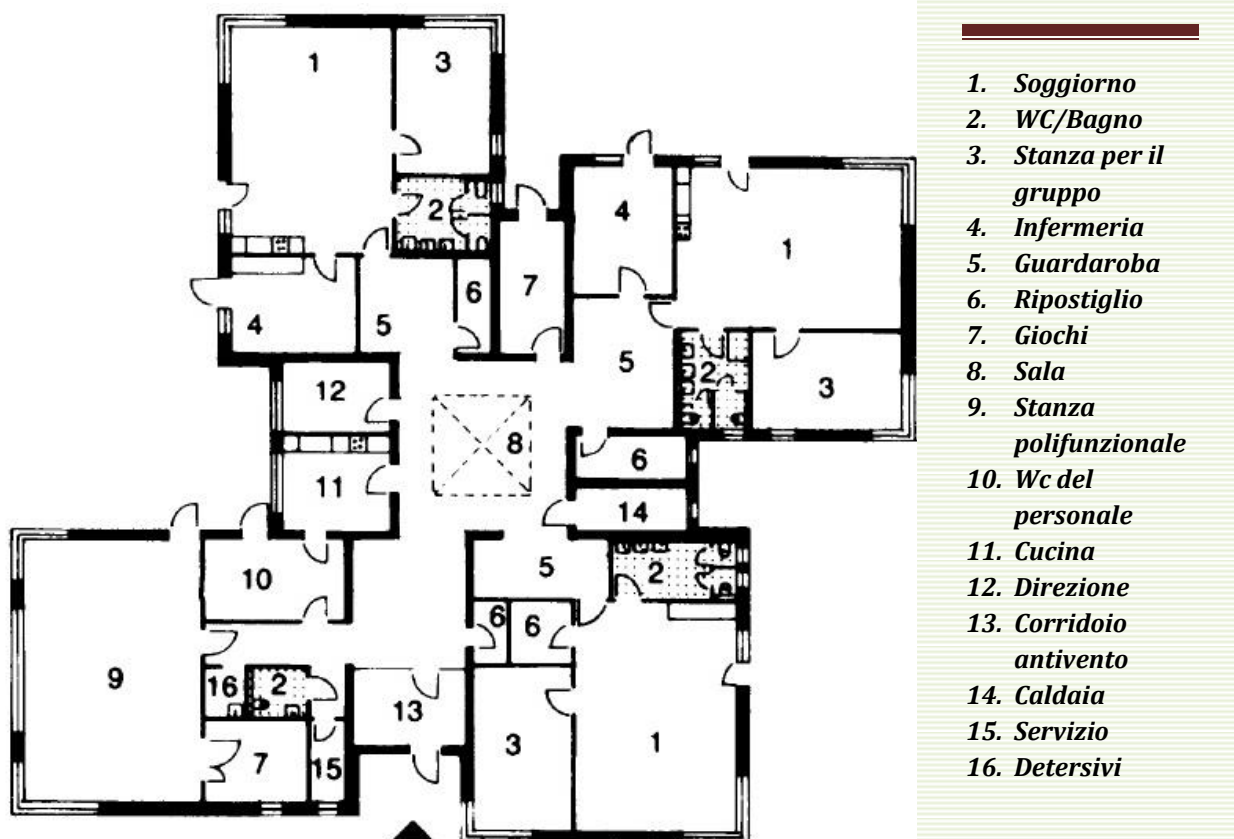 1 3
2
4
1
7
6
5
4
5
2
3
12
8
6
11
14
5
2
10
6 6
9
16 2
13
3
1
7
15
1. Soggiorno
2. WC/Bagno
3. Stanza per il
gruppo
4. Infermeria
5. Guardaroba
6. Ripostiglio
7. Giochi
8. Sala
9. Stanza
polifunzionale
10. Wc del
personale
11. Cucina
12. Direzione
13. Corridoio
antivento
14. Caldaia
15. Servizio
16. Detersivi